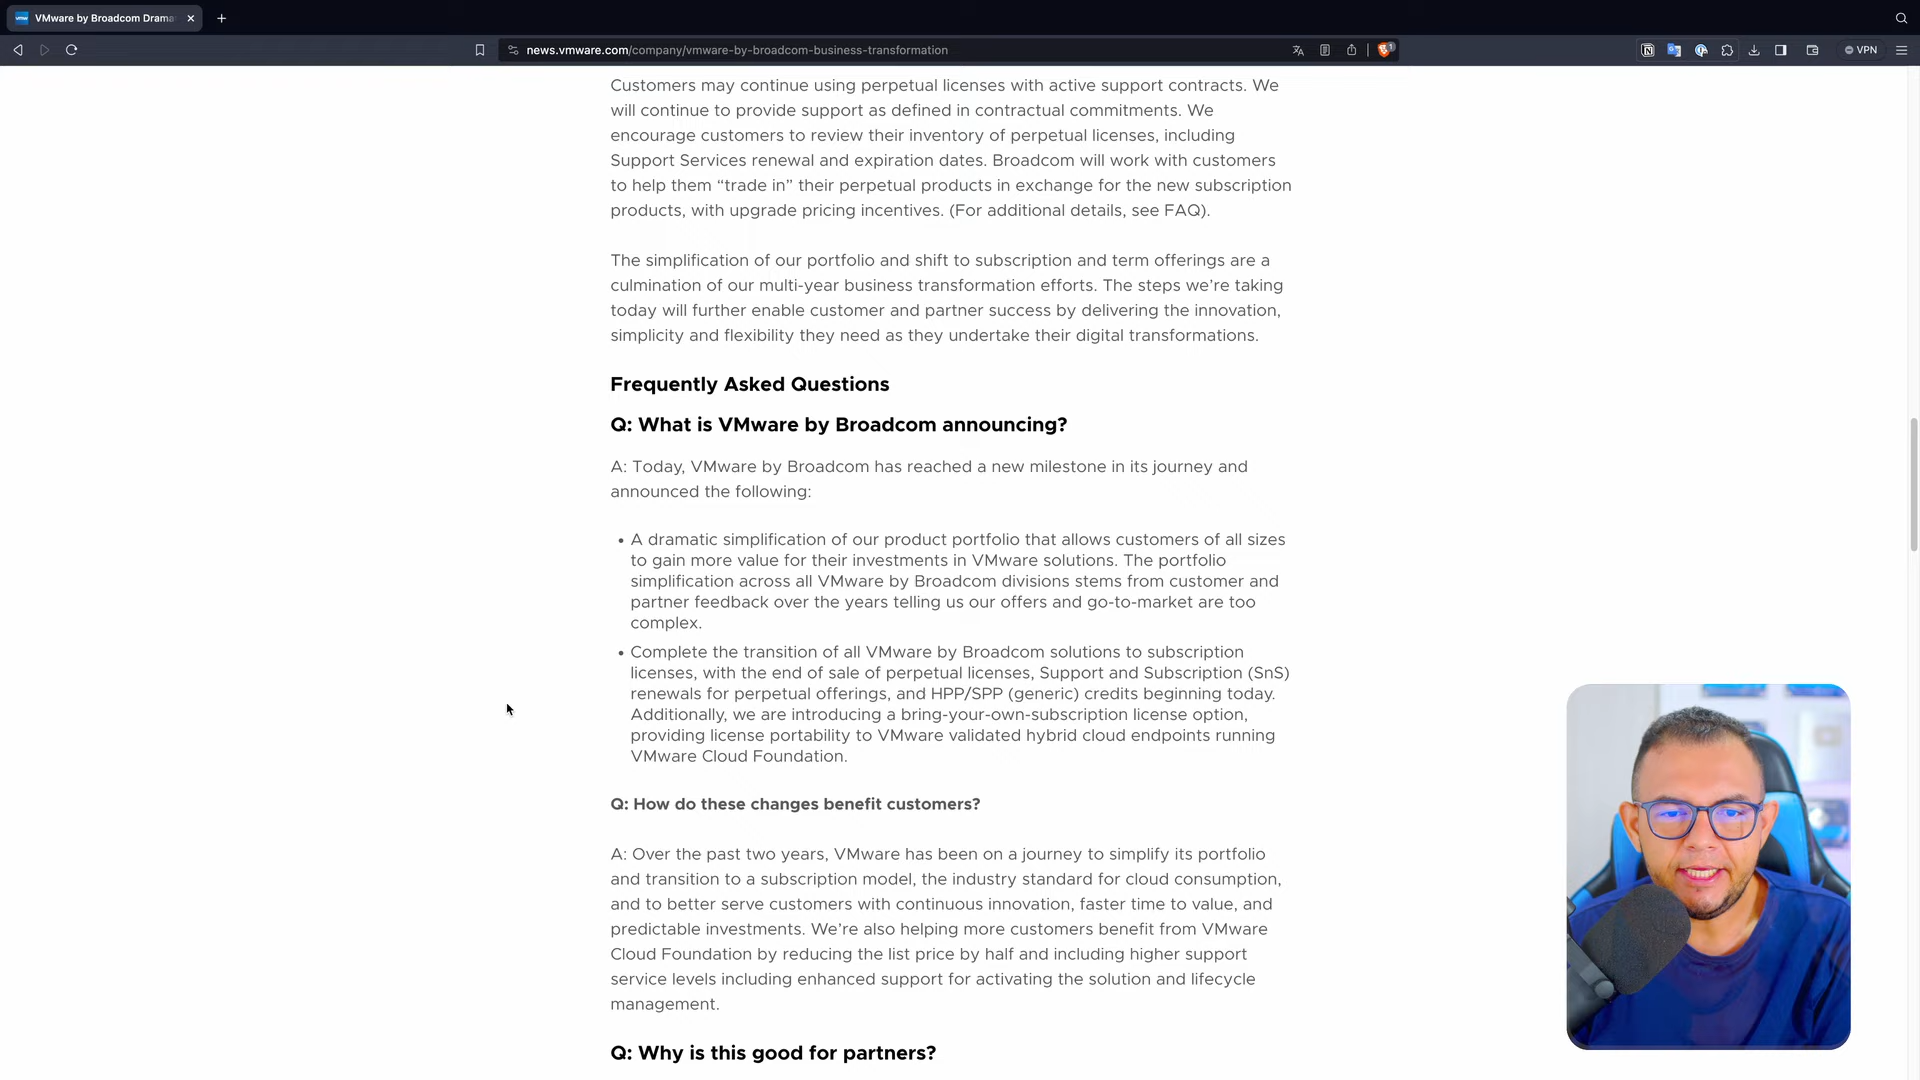 VMware by Broadcom Drama
news.vmware.com/company/vmware-by-broadcom-business-transformation
1
VPN
Customers may continue using perpetual licenses with active support contracts. We
will continue to provide support as defined in contractual commitments. We
encourage customers to review their inventory of perpetual licenses, including
Support Services renewal and expiration dates. Broadcom will work with customers
to help them “trade in” their perpetual products in exchange for the new subscription
products, with upgrade pricing incentives. (For additional details, see FAQ).
The simplification of our portfolio and shift to subscription and term offerings are a
culmination of our multi-year business transformation efforts. The steps we’re taking
today will further enable customer and partner success by delivering the innovation,
simplicity and flexibility they need as they undertake their digital transformations.
Frequently Asked Questions
Q: What is VMware by Broadcom announcing?
A: Today, VMware by Broadcom has reached a new milestone in its journey and
announced the following:
• A dramatic simplification of our product portfolio that allows customers of all sizes
to gain more value for their investments in VMware solutions. The portfolio
simplification across all VMware by Broadcom divisions stems from customer and
partner feedback over the years telling us our offers and go-to-market are too
complex.
• Complete the transition of all VMware by Broadcom solutions to subscription
licenses, with the end of sale of perpetual licenses, Support and Subscription (SnS)
renewals for perpetual offerings, and HPP/SPP (generic) credits beginning today.
Additionally, we are introducing a bring-your-own-subscription license option,
providing license portability to VMware validated hybrid cloud endpoints running
VMware Cloud Foundation.
Q: How do these changes benefit customers?
A: Over the past two years, VMware has been on a journey to simplify its portfolio
and transition to a subscription model, the industry standard for cloud consumption,
and to better serve customers with continuous innovation, faster time to value, and
predictable investments. We’re also helping more customers benefit from VMware
Cloud Foundation by reducing the list price by half and including higher support
service levels including enhanced support for activating the solution and lifecycle
management.
Q: Why is this good for partners?